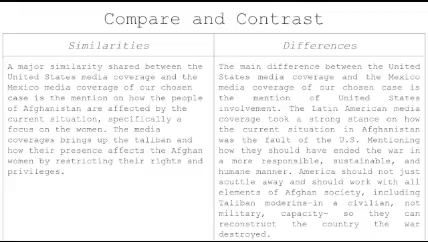 Compare and Contrast
Similarities
Differences
A major similarity shared between the
United States media coverage and the
Mexico media coverage of our chosen
case is the mention on how the people
of Afghanistan are affected by the
current situation, specifically a
focus on the women. The media
coverages brings up the taliban and
how their presence affects the Afghan
women by restricting their rights and
privileges.
The main difference between the United
States media coverage and the Mexico
media coverage of our chosen case is
the mention of United States
involvement. The Latin American media
coverage took a strong stance on how
the current situation in Afghanistan
was the fault of the U.S. Mentioning
how they should have ended the war in
a more responsible, sustainable, and
humane manner. America should not just
scuttle away and should work with all
elements of Afghan society, including
Taliban moderins-in a civilian, not
military, capacity- so they can
reconstruct the country the war
destroyed.